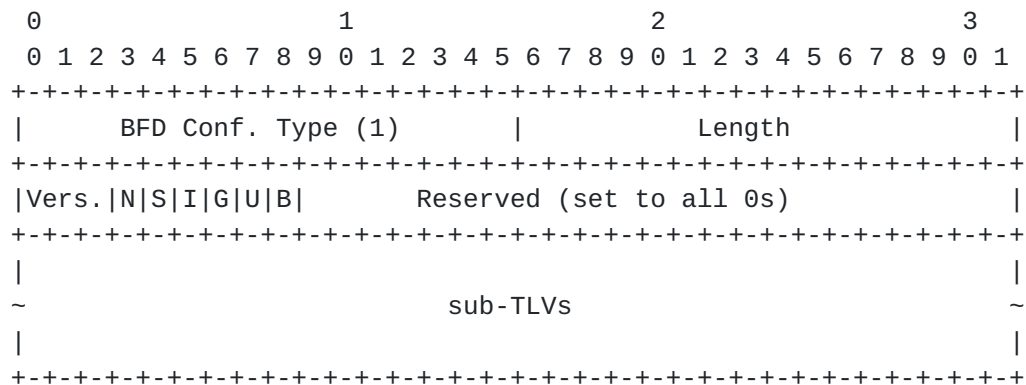 0                   1                   2                   3
 0 1 2 3 4 5 6 7 8 9 0 1 2 3 4 5 6 7 8 9 0 1 2 3 4 5 6 7 8 9 0 1
+-+-+-+-+-+-+-+-+-+-+-+-+-+-+-+-+-+-+-+-+-+-+-+-+-+-+-+-+-+-+-+-+
|      BFD Conf. Type (1)       |           Length              |
+-+-+-+-+-+-+-+-+-+-+-+-+-+-+-+-+-+-+-+-+-+-+-+-+-+-+-+-+-+-+-+-+
|Vers.|N|S|I|G|U|B|       Reserved (set to all 0s)              |
+-+-+-+-+-+-+-+-+-+-+-+-+-+-+-+-+-+-+-+-+-+-+-+-+-+-+-+-+-+-+-+-+
|                                                               |
~                           sub-TLVs                            ~
|                                                               |
+-+-+-+-+-+-+-+-+-+-+-+-+-+-+-+-+-+-+-+-+-+-+-+-+-+-+-+-+-+-+-+-+